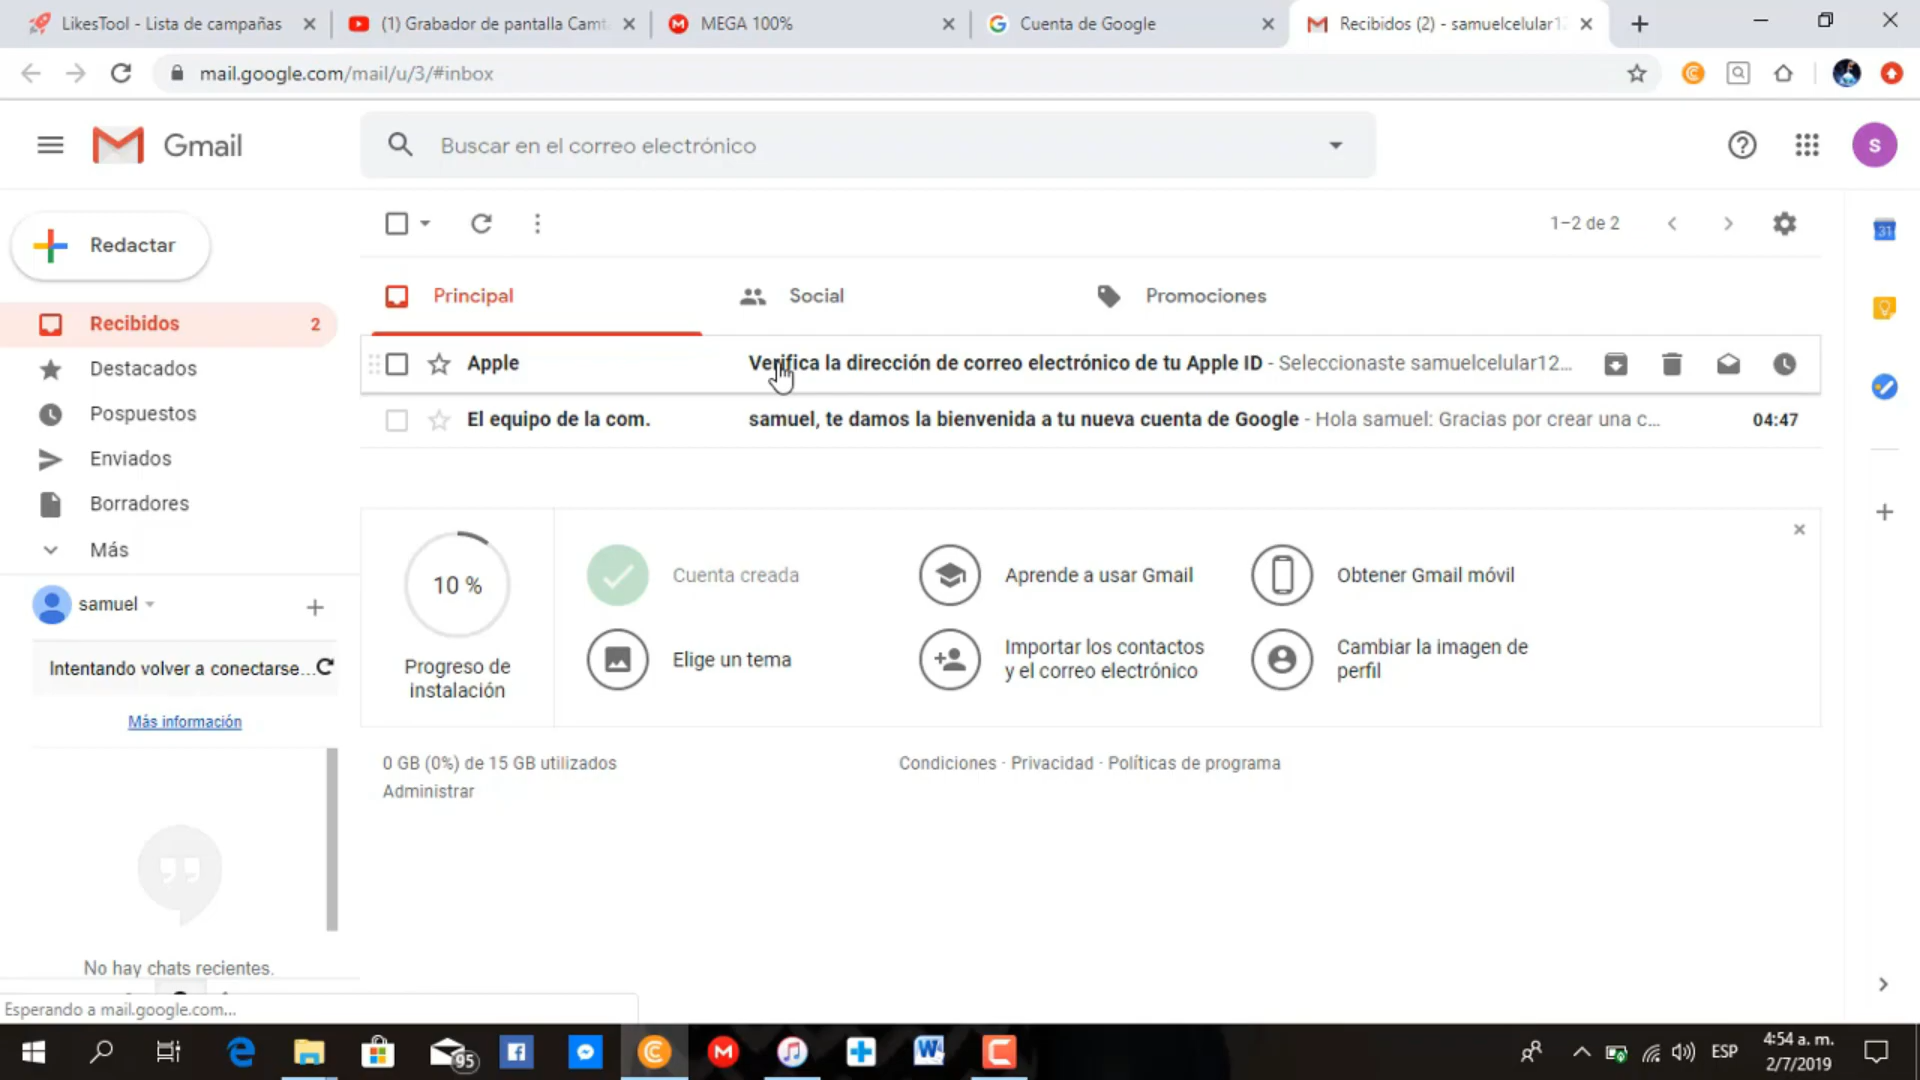 LikesTool - Lista de campañas
(1) Grabador de pantalla Camt
MEGA 100%
Cuenta de Google
Recibidos (2) - samuelcelular1
mail.google.com/mail/u/3/#inbox
Gmail
Buscar en el correo electrónico
S
Redactar
1–2 de 2
31
Principal
Social
Promociones
Recibidos 2
Destacados
Pospuestos
Enviados
Borradores
Más
Apple Verifica la dirección de correo electrónico de tu Apple ID - Seleccionaste samuelcelular12...
El equipo de la com. samuel, te damos la bienvenida a tu nueva cuenta de Google - Hola samuel: Gracias por crear una c... 04:47
samuel
Intentando volver a conectarse...
Más información
10 %
Progreso de
instalación
Cuenta creada
Aprende a usar Gmail
Obtener Gmail móvil
Elige un tema
Importar los contactos
y el correo electrónico
Cambiar la imagen de
perfil
0 GB (0%) de 15 GB utilizados
Administrar
Condiciones · Privacidad · Políticas de programa
No hay chats recientes.
Esperando a mail.google.com...
95
ESP
4:54 a. m.
2/7/2019